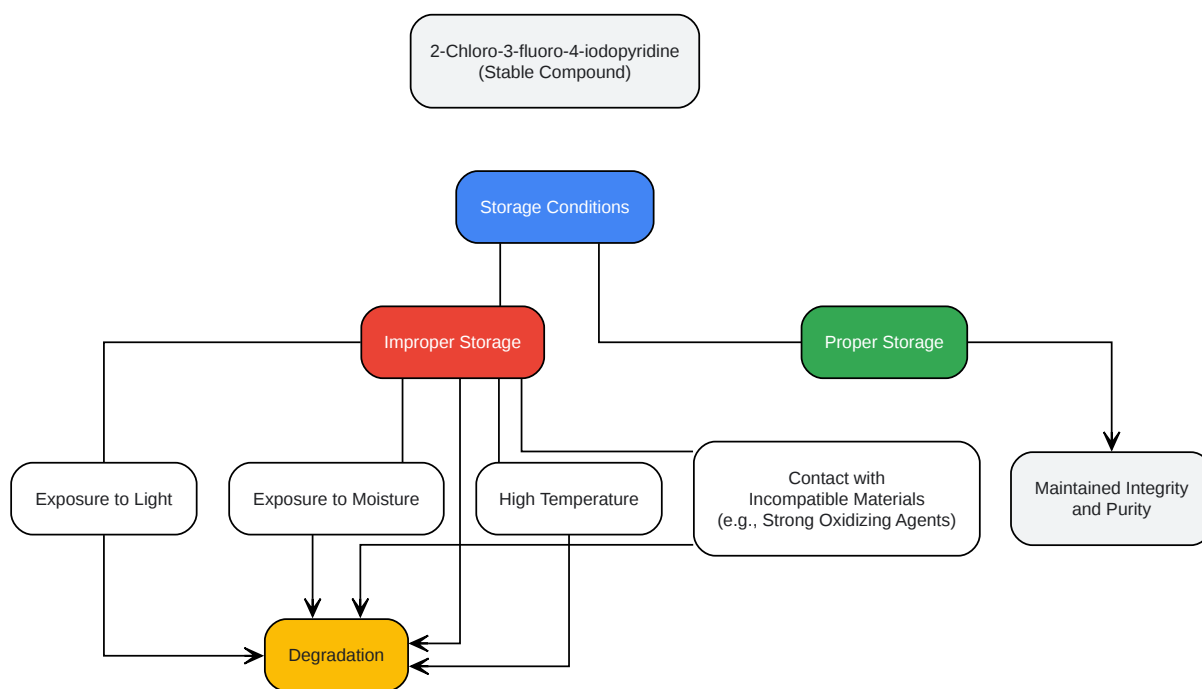 2-Chloro-3-fluoro-4-iodopyridine
(Stable Compound)
Storage Conditions
Improper Storage
Proper Storage
Exposure to Light
Exposure to Moisture
High Temperature
Contact with
Incompatible Materials
(e.g., Strong Oxidizing Agents)
Maintained Integrity
and Purity
Degradation